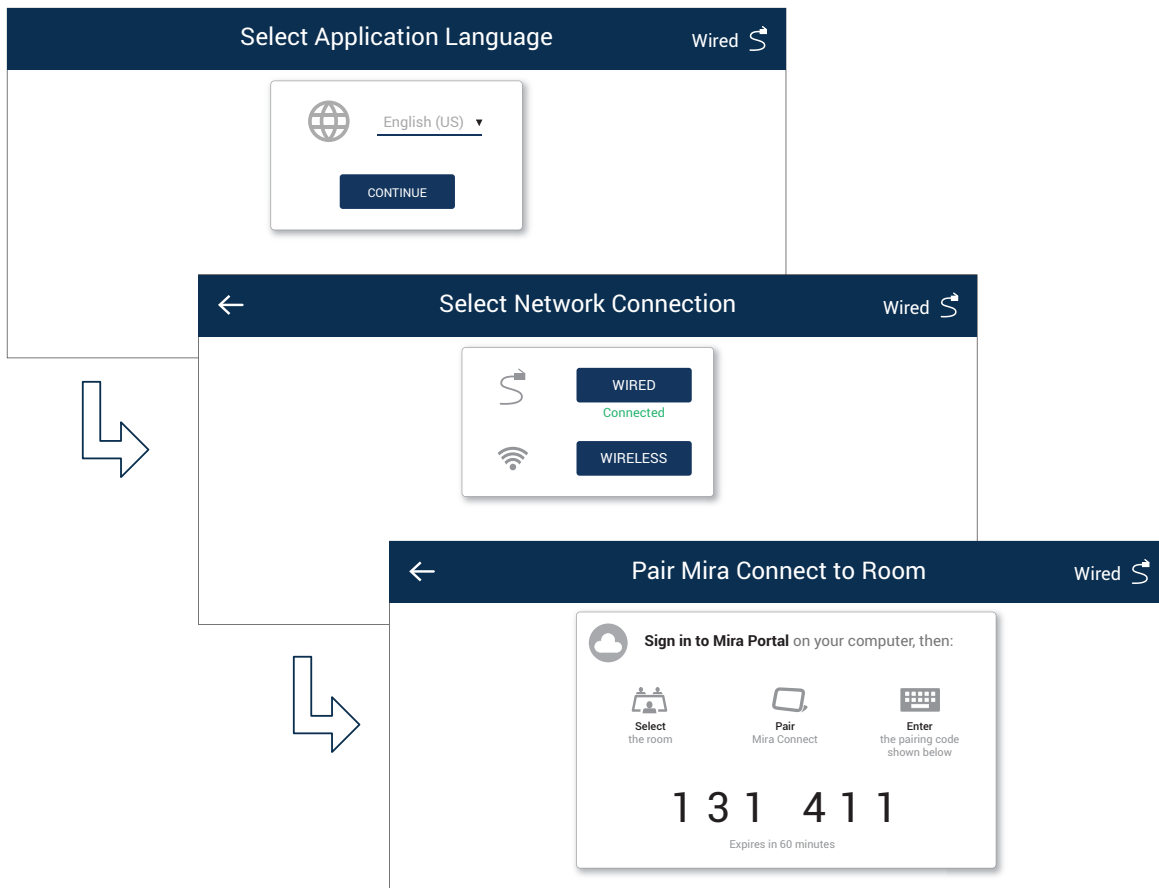 Select Application Language
Wired
English (US)
CONTINUE
Select Network Connection
Wired
WIRED
Connected
WIRELESS
Pair Mira Connect to Room
Wired
Sign in to Mira Portal on your computer, then:
Select
the room
Pair
Mira Connect
Enter
the pairing code
shown below
131 411
Expires in 60 minutes